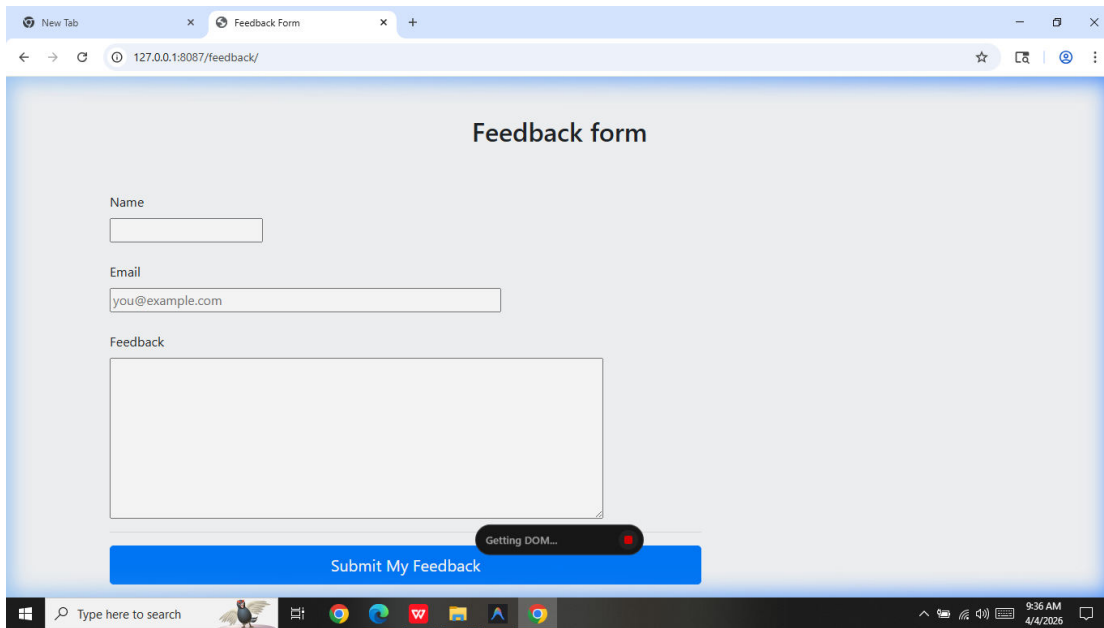 New Tab
Feedback Form
127.0.0.1:8087/feedback/
Feedback form
Name
Email
you@example.com
Feedback
Getting DOM...
Submit My Feedback
Type here to search
W
9:36 AM
4/4/2026